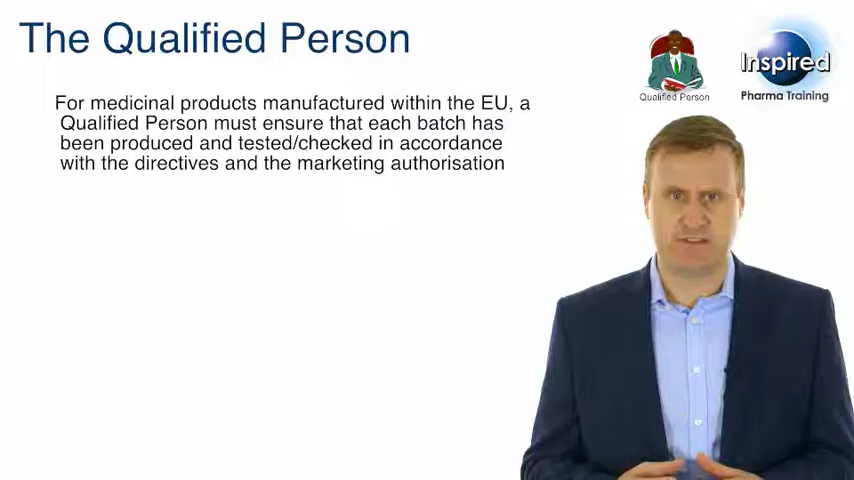 The Qualified Person
For medicinal products manufactured within the EU, a
Qualified Person must ensure that each batch has
been produced and tested/checked in accordance
with the directives and the marketing authorisation
Qualified Person
Inspired
Pharma Training